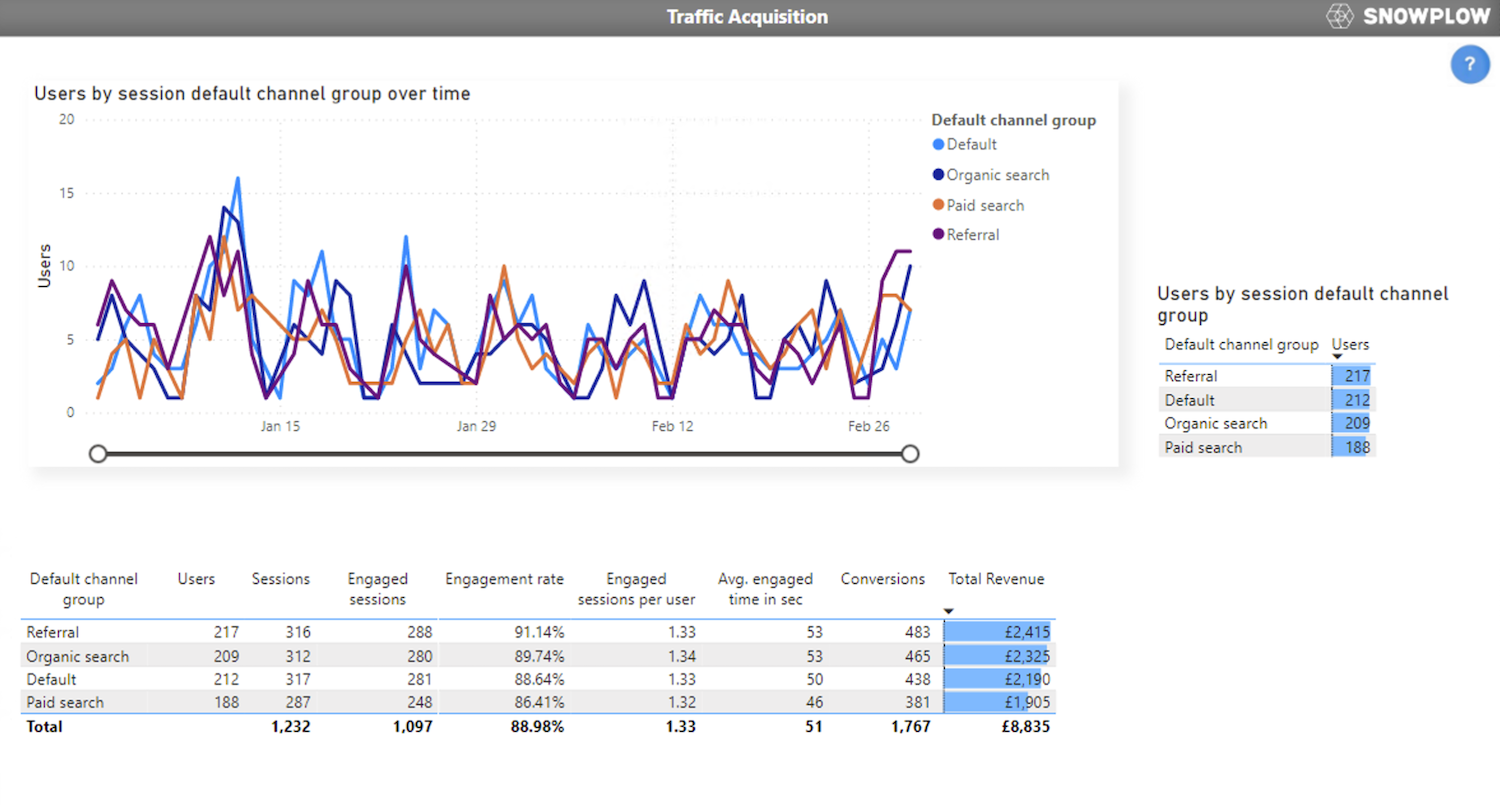 Traffic Acquisition
SNOWPLOW
?
Users by session default channel group over time
Default channel group
Default
Organic search
Paid search
Referral
Users
20
15
10
5
0
Jan 15 Jan 29 Feb 12 Feb 26
Users by session default channel
group
Default channel group Users
Referral 217
Default 212
Organic search 209
Paid search 188
Default channel Users Sessions Engaged Engagement rate Engaged Avg. engaged Conversions Total Revenue
group sessions sessions per user time in sec
Referral 217 316 288 91.14% 1.33 53 483 £2,415
Organic search 209 312 280 89.74% 1.34 53 465 £2,325
Default 212 317 281 88.64% 1.33 50 438 £2,190
Paid search 188 287 248 86.41% 1.32 46 381 £1,905
Total 1,232 1,097 88.98% 1.33 51 1,767 £8,835